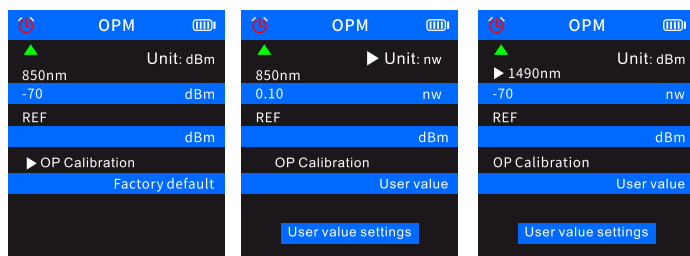 OPM
Unit: dBm
850nm
-70 dBm
REF
dBm
OP Calibration
Factory default
OPM
Unit: nw
850nm
0.10 nw
REF
dBm
OP Calibration
User value
User value settings
OPM
Unit: dBm
1490nm
-70 nw
REF
dBm
OP Calibration
User value
User value settings